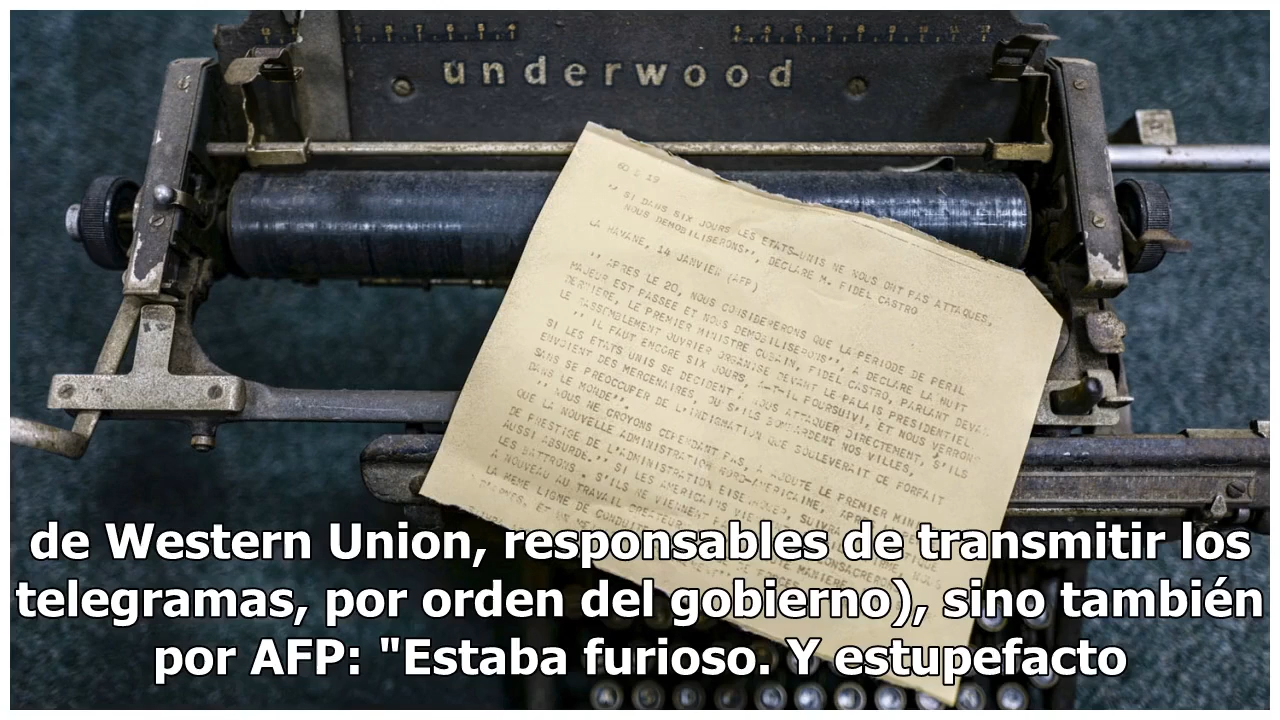 underwood
60 19
" SI DANS SIX JOURS LES ETATS-UNIS NE NOUS ONT PAS ATTAQUES,
NOUS DEMOBILISERONS", DECLARE M. FIDEL CASTRO
LA HAVANE, 14 JANVIER (AFP)
" APRES LE 20, NOUS CONSIDERERONS QUE LA PERIODE DE PERIL
MAJEUR EST PASSEE ET NOUS DEMOBILISERONS", A DECLARE LA NUIT
DERNIERE, LE PREMIER MINISTRE CUBAIN, FIDEL CASTRO, PARLANT
LE RASSEMBLEMENT OUVRIER ORGANISE DEVANT LE PALAIS PRESIDENTIEL
" IL FAUT ENCORE SIX JOURS, A-T-IL POURSUIVI, ET NOUS VERRONS
SI LES ETATS UNIS SE DECIDENT A NOUS ATTAQUER DIRECTEMENT, S'ILS
ENVOIENT DES MERCENAIRES, OU S'ILS BOMBARDENT NOS VILLES,
SANS SE PREOCCUPER DE L'INDIGNATION QUE SOULEVERAIT CE FORFAIT
DANS LE MONDE".
" NOUS NE CROYONS CEPENDANT PAS, A AJOUTE LE PREMIER
QUE LA NOUVELLE ADMINISTRATION NORD-AMERICAINE,
DE PRESTIGE DE L'ADMINISTRATION
AUSSI ABSURDE. SI LES AMERICAINS
LES BATTRONS. S'ILS NE VIENNENT
A NOUVEAU AU TRAVAIL
LA MEME LIGNE DE CONDUITE
de Western Union, responsables de transmitir los
telegramas, por orden del gobierno), sino también
por AFP: "Estaba furioso. Y estupefacto